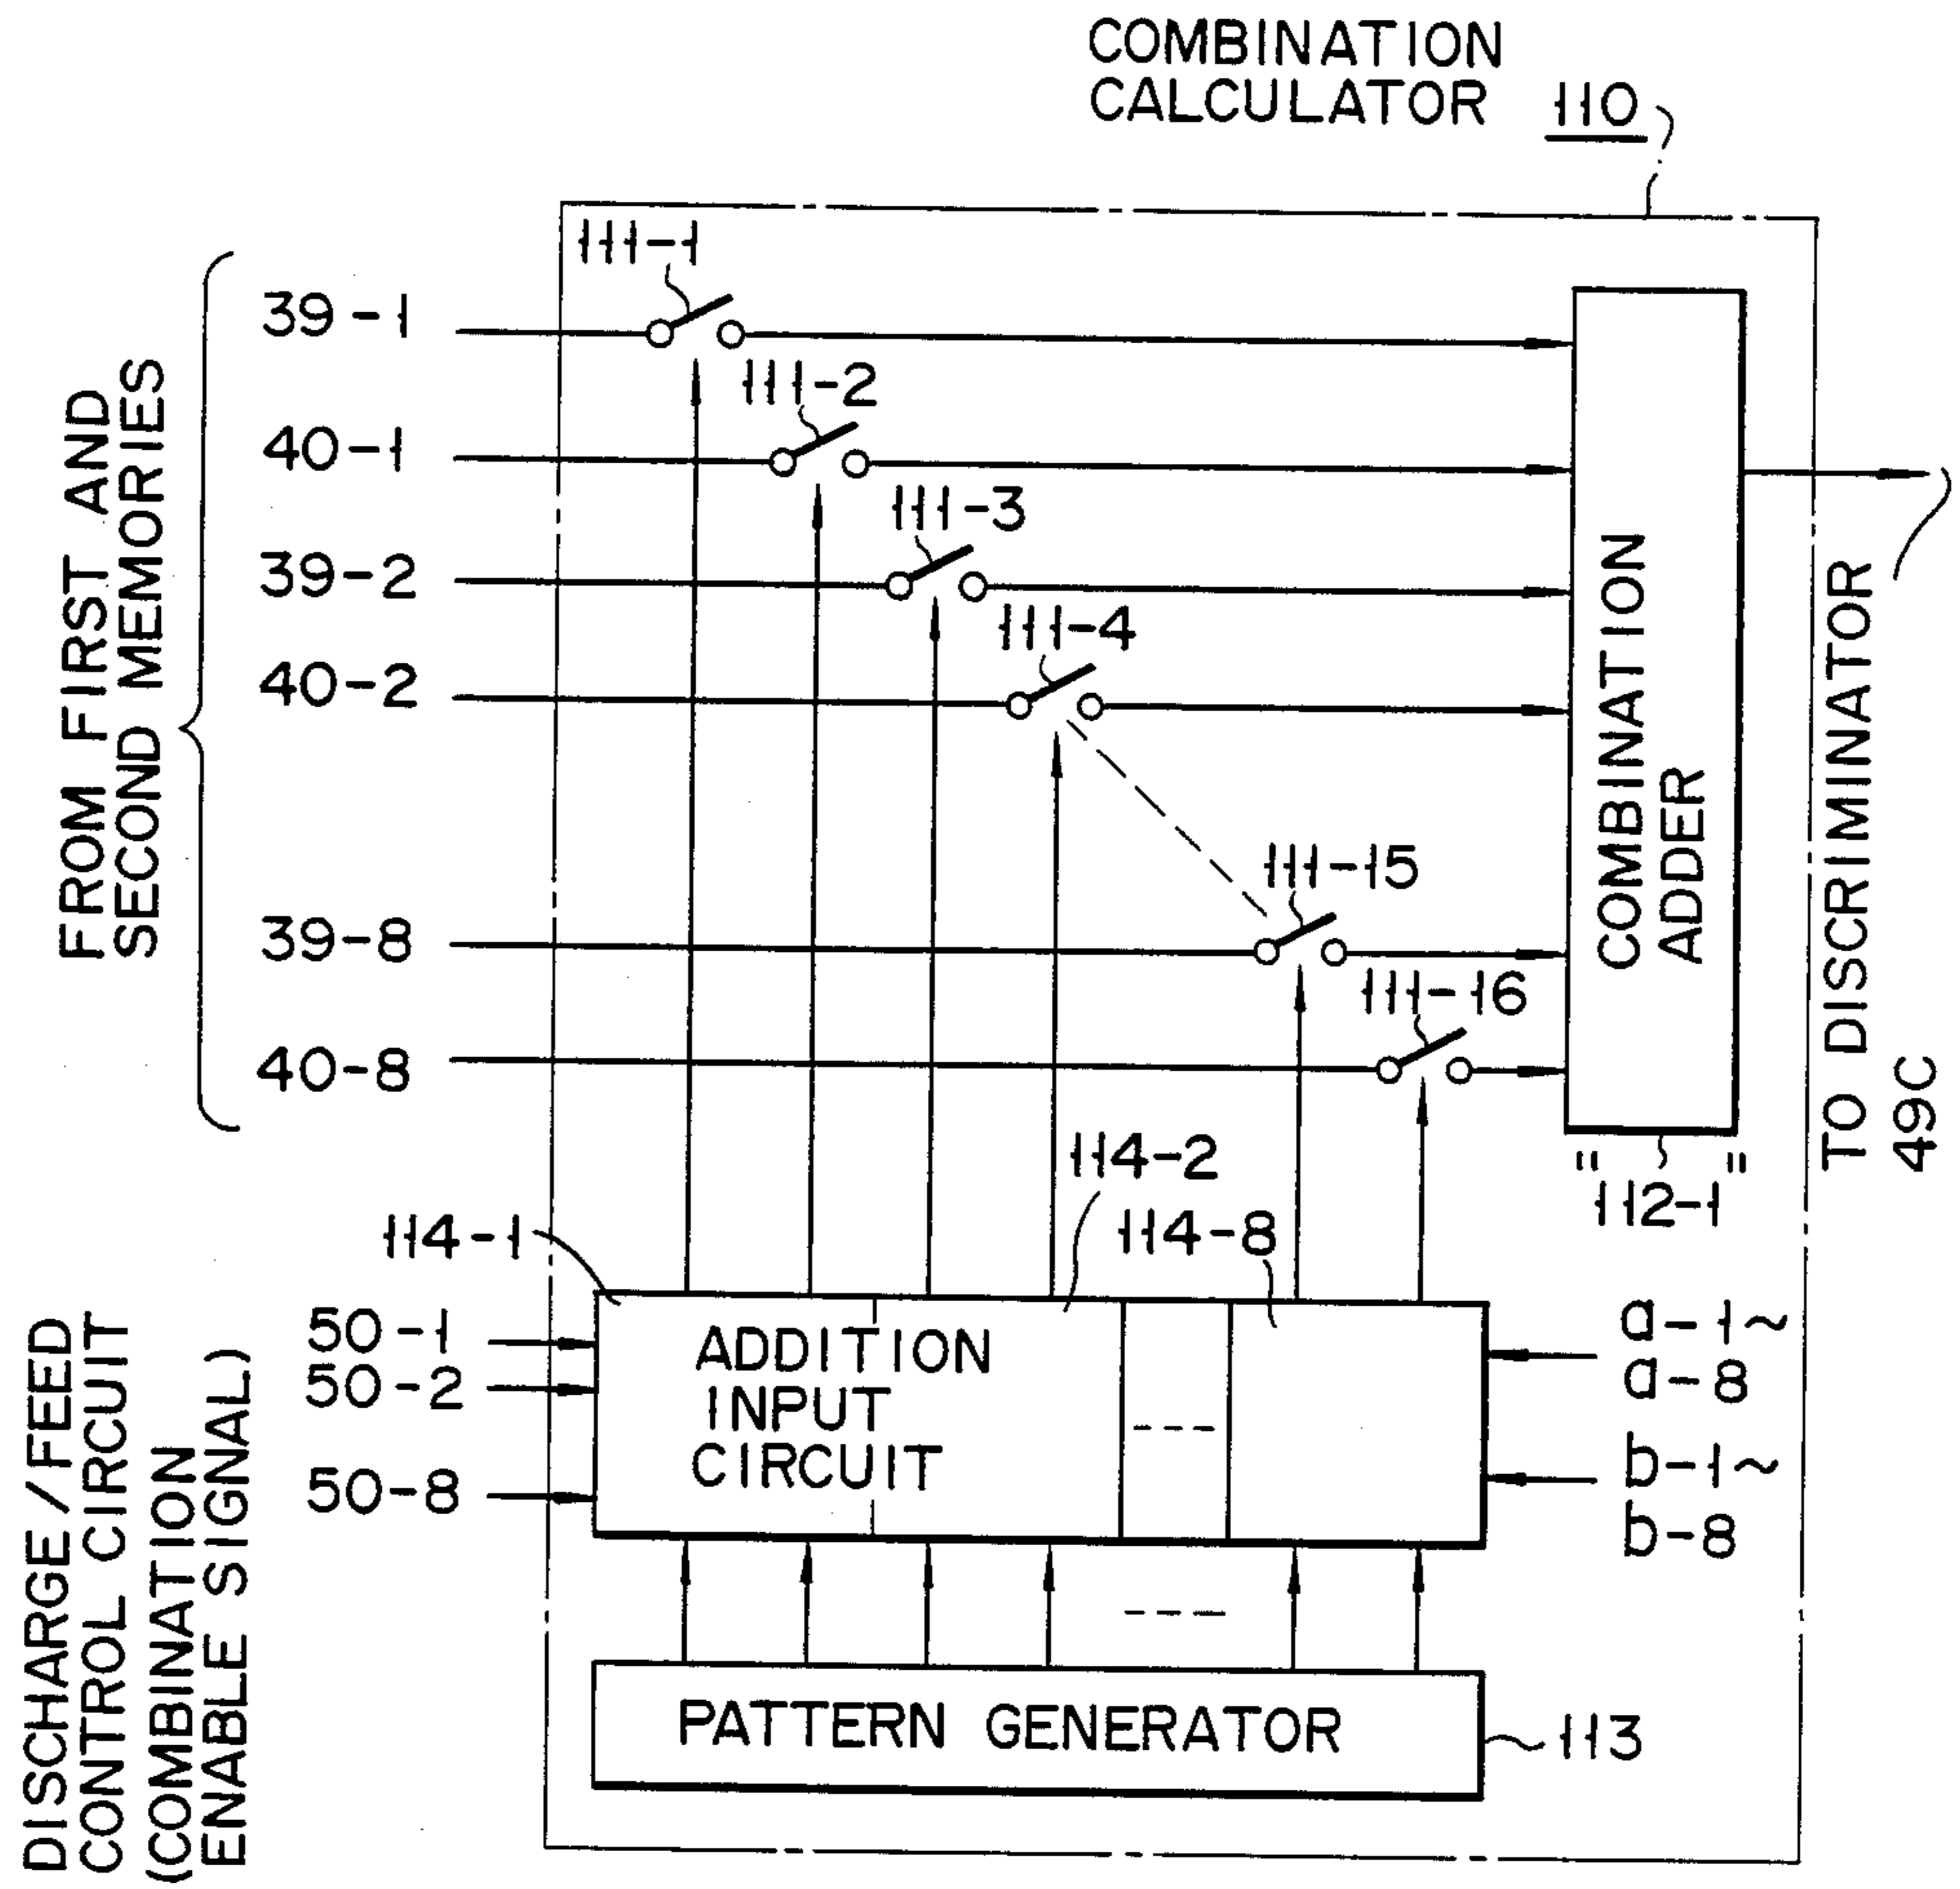 COMBINATION
CALCULATOR 110
FROM FIRST AND
SECOND MEMORIES
39-1
40-1
39-2
40-2
39-8
40-8
111-1
111-2
111-3
111-4
111-15
111-16
COMBINATION
ADDER
"112-1"
TO DISCRIMINATOR
49C
114-1
114-2
114-8
DISCHARGE/FEED
CONTROL CIRCUIT
(COMBINATION
ENABLE SIGNAL)
50-1
50-2
50-8
ADDITION
INPUT
CIRCUIT
a-1~
a-8
b-1~
b-8
PATTERN GENERATOR
113